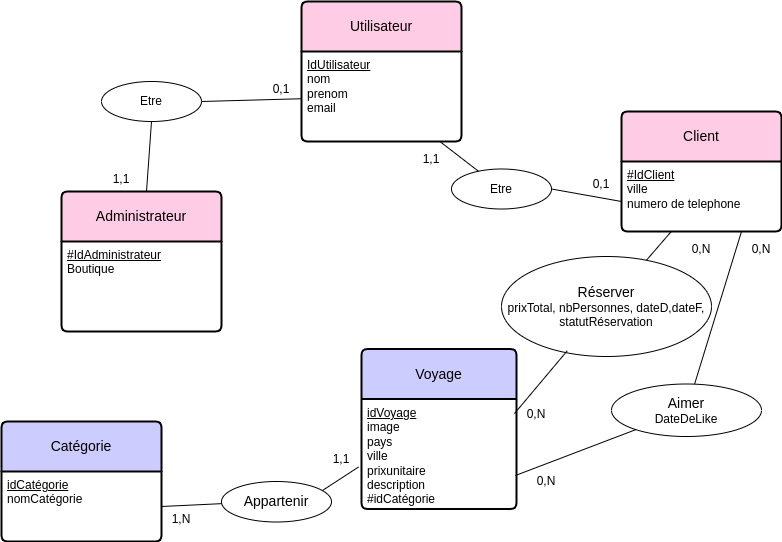 Utilisateur
IdUtilisateur
nom
prenom
email
Etre
0,1
1,1
Administrateur
#IdAdministrateur
Boutique
1,1
Etre
0,1
Client
#IdClient
ville
numero de telephone
0,N
0,N
Réserver
prixTotal, nbPersonnes, dateD,dateF,
statutRéservation
Voyage
idVoyage
image
pays
ville
prixunitaire
description
#idCatégorie
0,N
Aimer
DateDeLike
0,N
Catégorie
idCatégorie
nomCatégorie
1,N
Appartenir
1,1